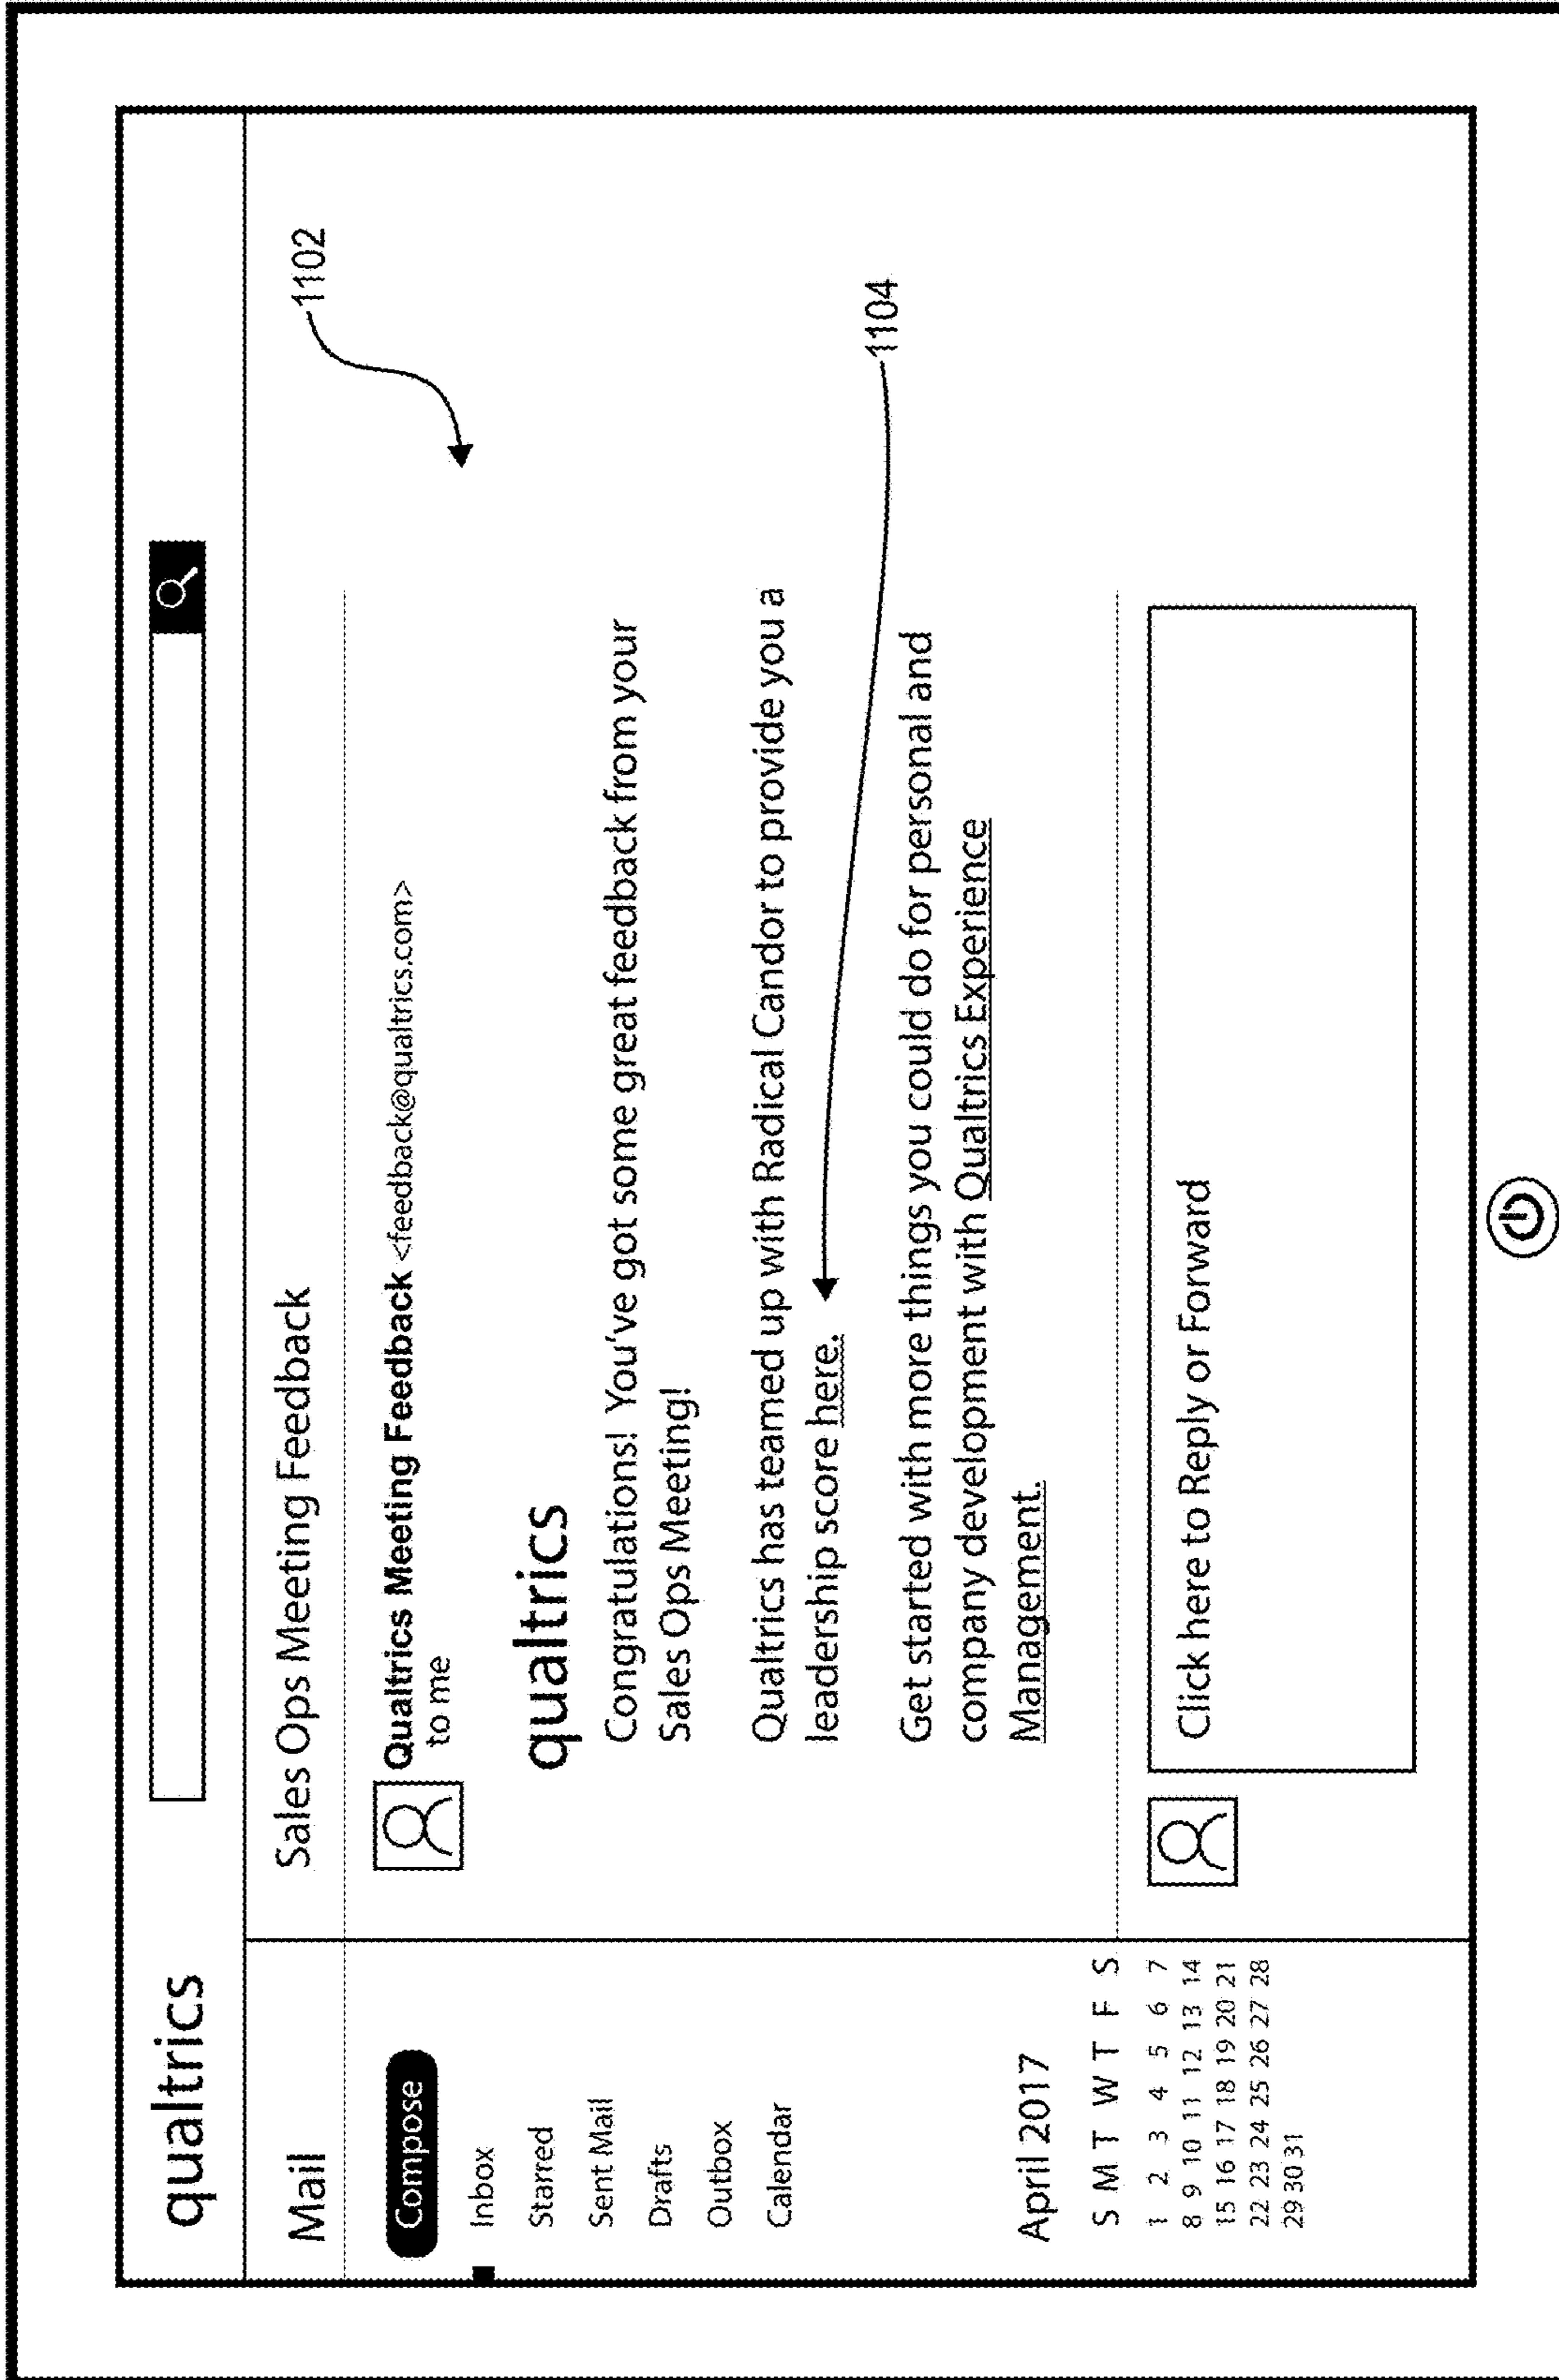 qualtrics
Mail
Compose
Inbox
Starred
Sent Mail
Drafts
Outbox
Calendar
April 2017
S M T W T F S
1 2 3 4 5 6 7
8 9 10 11 12 13 14
15 16 17 18 19 20 21
22 23 24 25 26 27 28
29 30 31
Sales Ops Meeting Feedback
1102
Qualtrics Meeting Feedback <feedback@qualtrics.com>
to me
qualtrics
Congratulations! You've got some great feedback from your
Sales Ops Meeting!
Qualtrics has teamed up with Radical Candor to provide you a
leadership score here.
1104
Get started with more things you could do for personal and
company development with Qualtrics Experience
Management.
Click here to Reply or Forward